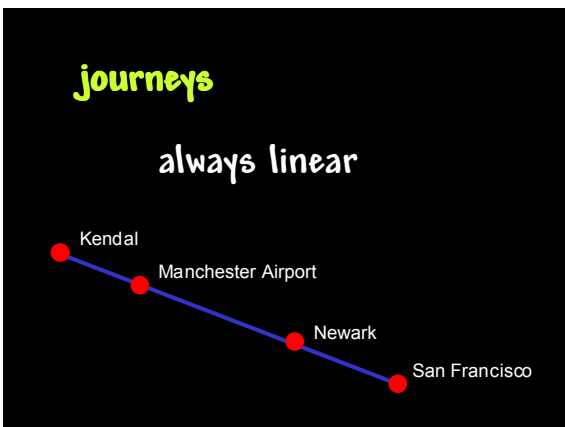 journeys
always linear
Kendal
Manchester Airport
Newark
San Francisco